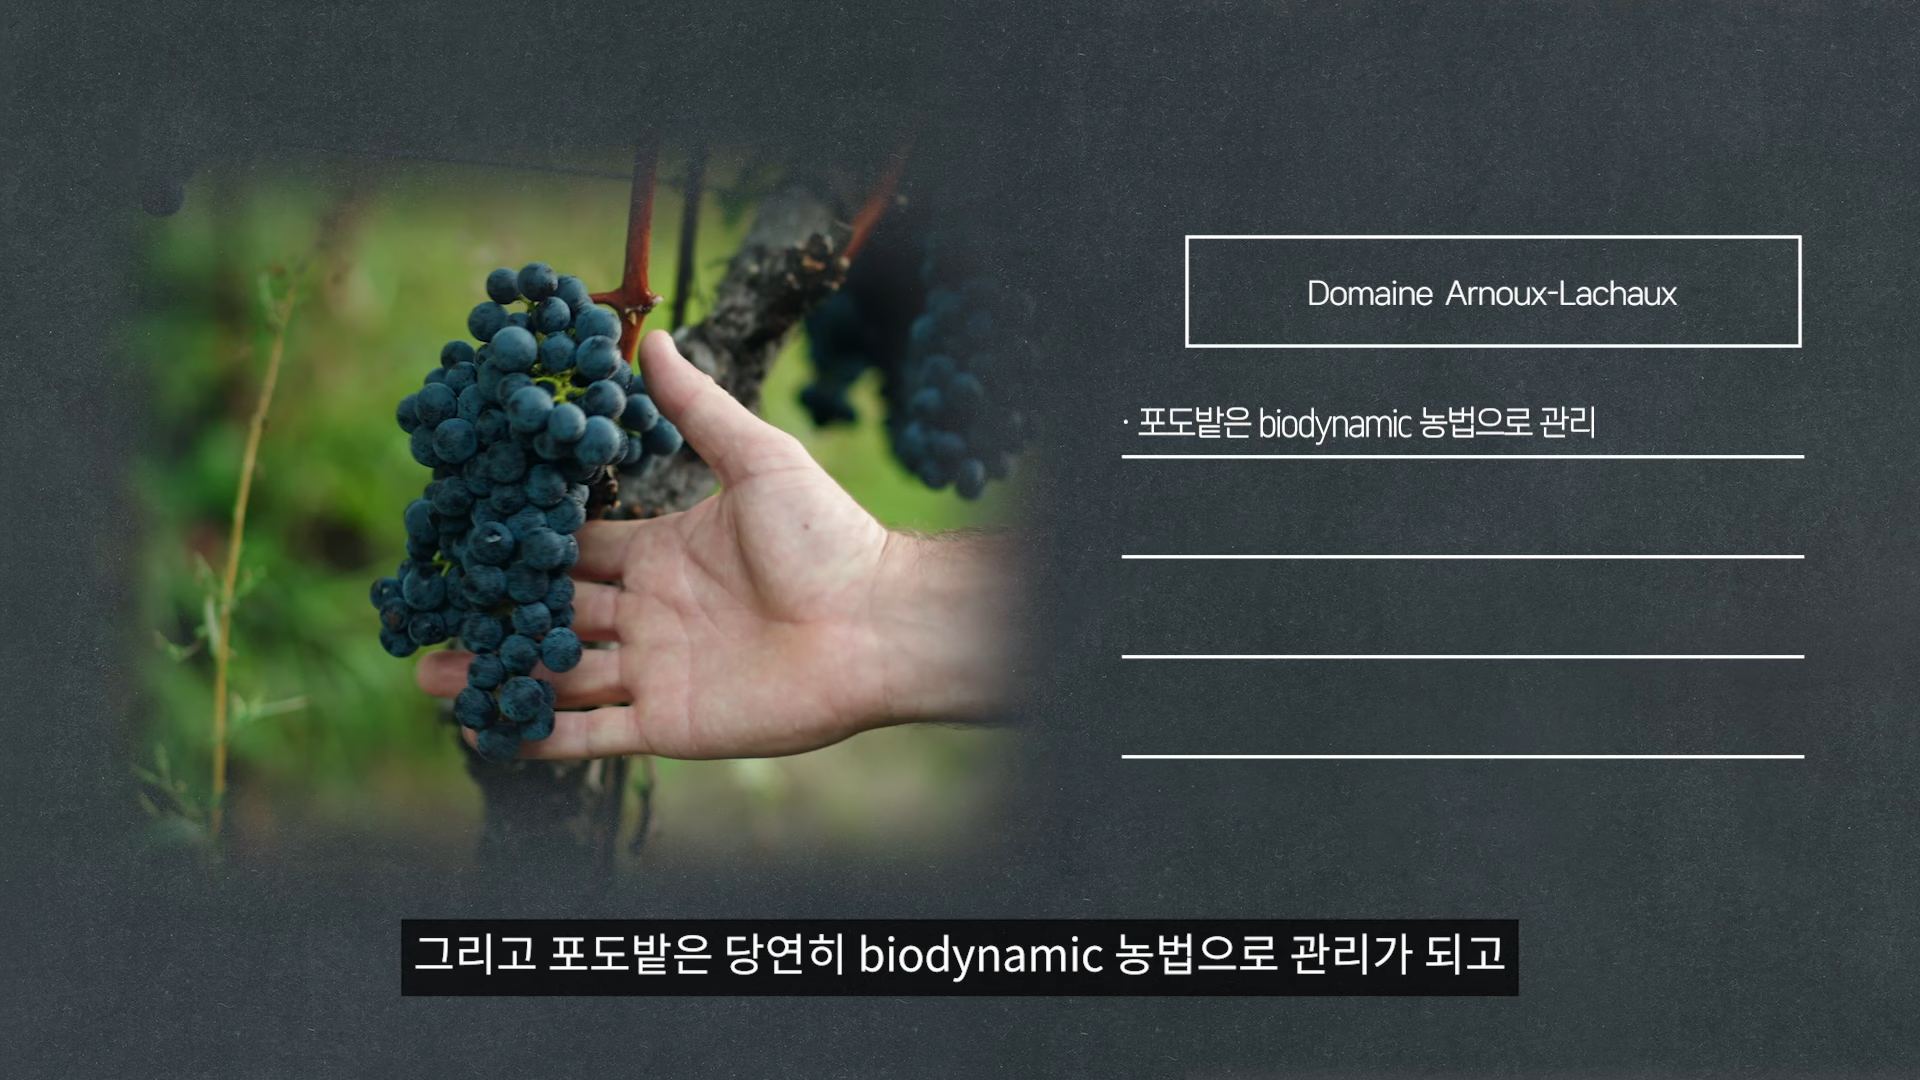 Domaine Arnoux-Lachaux
· 포도밭은 biodynamic 농법으로 관리
그리고 포도밭은 당연히 biodynamic 농법으로 관리가 되고